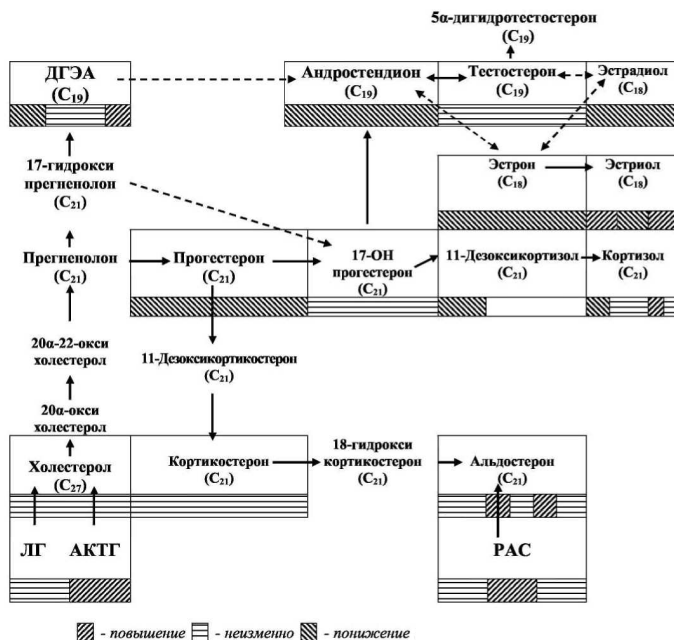 5α-дигидротестостерон
(C₁₉)
ДГЭА
(C₁₉)
Андростендион
(C₁₉)
Тестостерон
(C₁₉)
Эстрадиол
(C₁₈)
17-гидрокси
прегненолон
(C₂₁)
Эстрон
(C₁₈)
Эстриол
(C₁₈)
Прегненолон
(C₂₁)
Прогестерон
(C₂₁)
17-ОН
прогестерон
(C₂₁)
11-Дезоксикортизол
(C₂₁)
Кортизол
(C₂₁)
20α-22-окси
холестерол
11-Дезоксикортикостерон
(C₂₁)
20α-окси
холестерол
Холестерол
(C₂₇)
Кортикостерон
(C₂₁)
18-гидрокси
кортикостерон
(C₂₁)
Альдостерон
(C₂₁)
ЛГ АКТГ
РАС
- повышение - неизменно - понижение